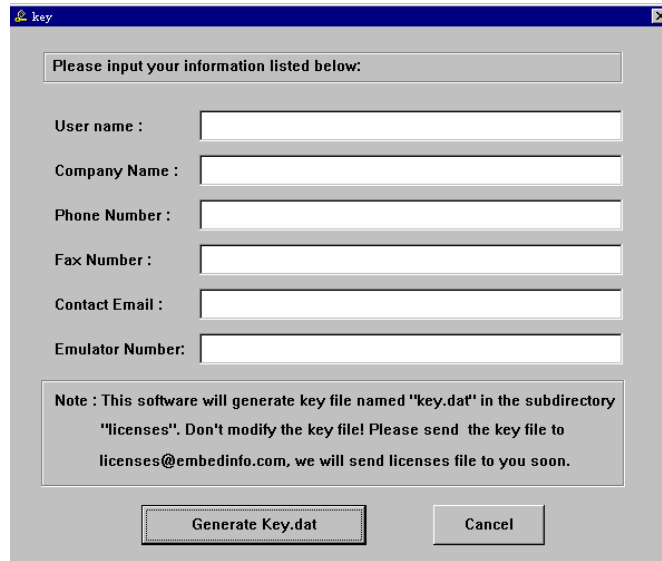 key
Please input your information listed below:
User name :
Company Name :
Phone Number :
Fax Number :
Contact Email :
Emulator Number:
Note : This software will generate key file named "key.dat" in the subdirectory
"licenses". Don't modify the key file! Please send the key file to
licenses@embedinfo.com, we will send licenses file to you soon.
Generate Key.dat Cancel